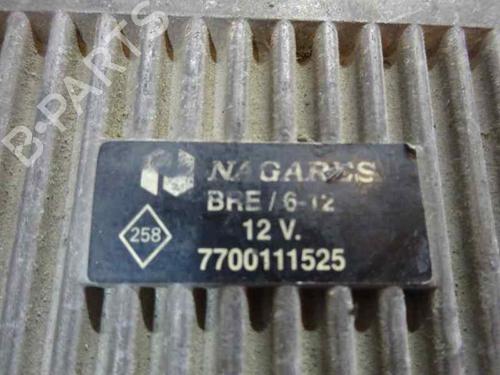 B-PARTS
NAGARES
BRE / 6-12
258
12 V.
7700111525